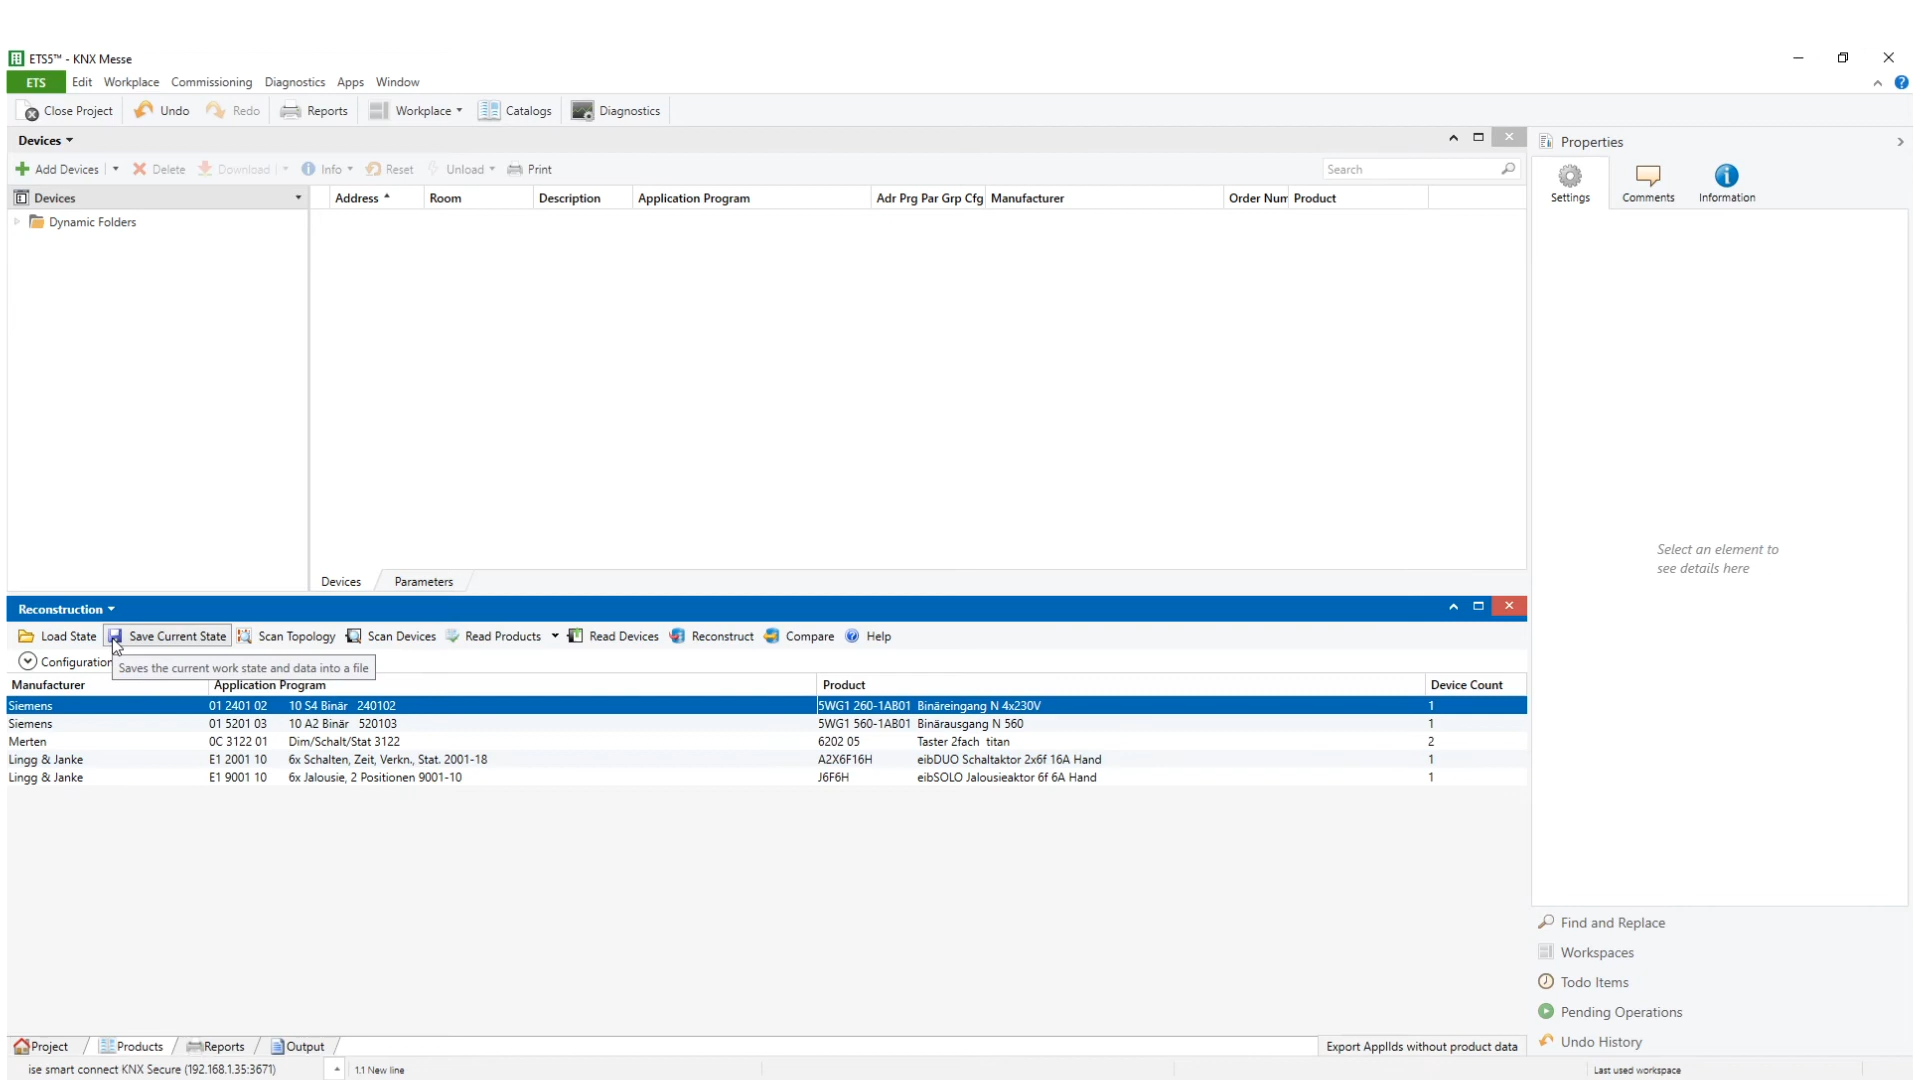 ETS5™ - KNX Messe
ETS Edit Workplace Commissioning Diagnostics Apps Window
Close Project Undo Redo Reports Workplace Catalogs Diagnostics
Devices
Add Devices Delete Download Info Reset Unload Print Search
Devices Address Room Description Application Program Adr Prg Par Grp Cfg Manufacturer Order Num Product
Dynamic Folders
Devices Parameters
Reconstruction
Load State Save Current State Scan Topology Scan Devices Read Products Read Devices Reconstruct Compare Help
Configuration
Saves the current work state and data into a file
Manufacturer Application Program Product Device Count
Siemens 01 2401 02 10 S4 Binär 240102 5WG1 260-1AB01 Binäreingang N 4x230V 1
Siemens 01 5201 03 10 A2 Binär 520103 5WG1 560-1AB01 Binärausgang N 560 1
Merten 0C 3122 01 Dim/Schalt/Stat 3122 6202 05 Taster 2fach titan 2
Lingg & Janke E1 2001 10 6x Schalten, Zeit, Verkn., Stat. 2001-18 A2X6F16H eibDUO Schaltaktor 2x6f 16A Hand 1
Lingg & Janke E1 9001 10 6x Jalousie, 2 Positionen 9001-10 J6F6H eibSOLO Jalousieaktor 6f 6A Hand 1
Project Products Reports Output Export ApplIds without product data
ise smart connect KNX Secure (192.168.1.35:3671) 1.1 New line Last used workspace
Properties
Settings Comments Information
Select an element to
see details here
Find and Replace
Workspaces
Todo Items
Pending Operations
Undo History